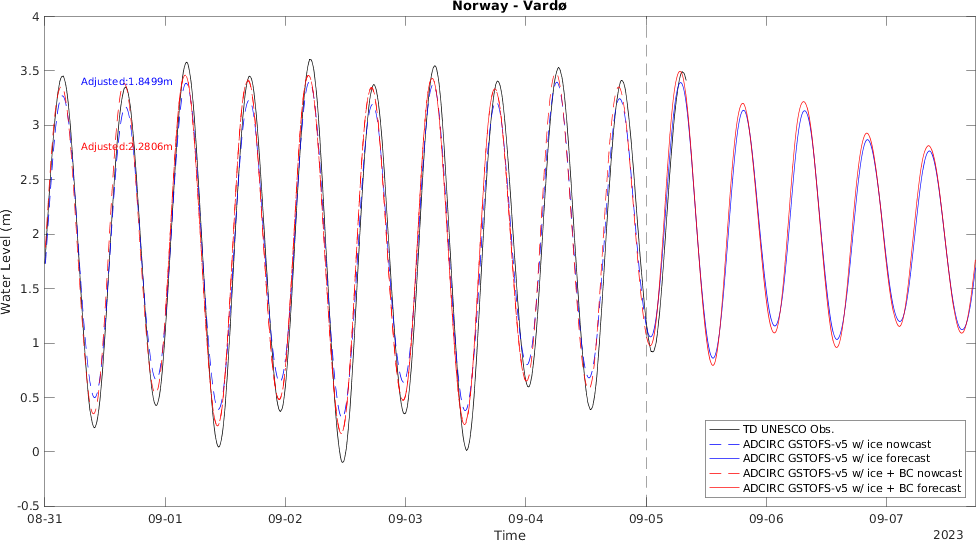 Norway - Vardø
4
3.5
3
2.5
2
1.5
1
0.5
0
-0.5
Water Level (m)
Adjusted:1.8499m
Adjusted:2.2806m
TD UNESCO Obs.
ADCIRC GSTOFS-v5 w/ ice nowcast
ADCIRC GSTOFS-v5 w/ ice forecast
ADCIRC GSTOFS-v5 w/ ice + BC nowcast
ADCIRC GSTOFS-v5 w/ ice + BC forecast
08-31 09-01 09-02 09-03 09-04 09-05 09-06 09-07
Time
2023